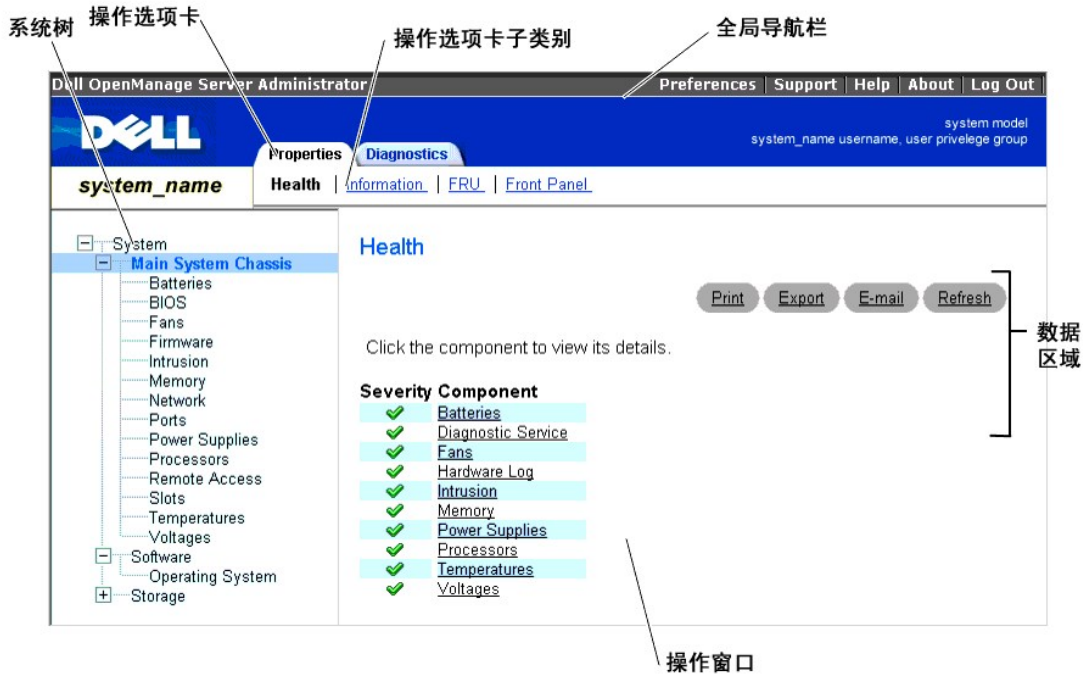 系统树
操作选项卡
操作选项卡子类别
全局导航栏
Dell OpenManage Server Administrator
Preferences | Support | Help | About | Log Out
DELL
system model
system_name username, user privelege group
Properties
Diagnostics
system_name
Health | Information | FRU | Front Panel
System
Main System Chassis
Batteries
BIOS
Fans
Firmware
Intrusion
Memory
Network
Ports
Power Supplies
Processors
Remote Access
Slots
Temperatures
Voltages
Software
Operating System
Storage
Health
Print
Export
E-mail
Refresh
数据
区域
Click the component to view its details.
Severity Component
Batteries
Diagnostic Service
Fans
Hardware Log
Intrusion
Memory
Power Supplies
Processors
Temperatures
Voltages
操作窗口